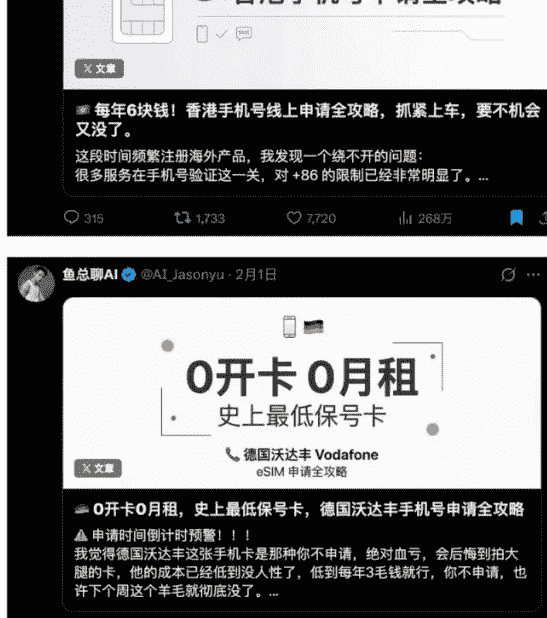 香港手机号申请全攻略
X 文章
每年6块钱！香港手机号线上申请全攻略，抓紧上车，要不机会
又没了。
这段时间频繁注册海外产品，我发现一个绕不开的问题：
很多服务在手机号验证这一关，对 +86 的限制已经非常明显了。...
315 1,733 7,720 268万
鱼总聊AI @AI_Jasonyu · 2月1日
0开卡 0月租
史上最低保号卡
德国沃达丰 Vodafone
eSIM 申请全攻略
X 文章
0开卡0月租，史上最低保号卡，德国沃达丰手机号申请全攻略
申请时间倒计时预警！！！
我觉得德国沃达丰这张手机卡是那种你不申请，绝对血亏，会后悔到拍大
腿的卡，他的成本已经低到没人性了，低到每年3毛钱就行，你不申请，也
许下个周这个羊毛就彻底没了。...